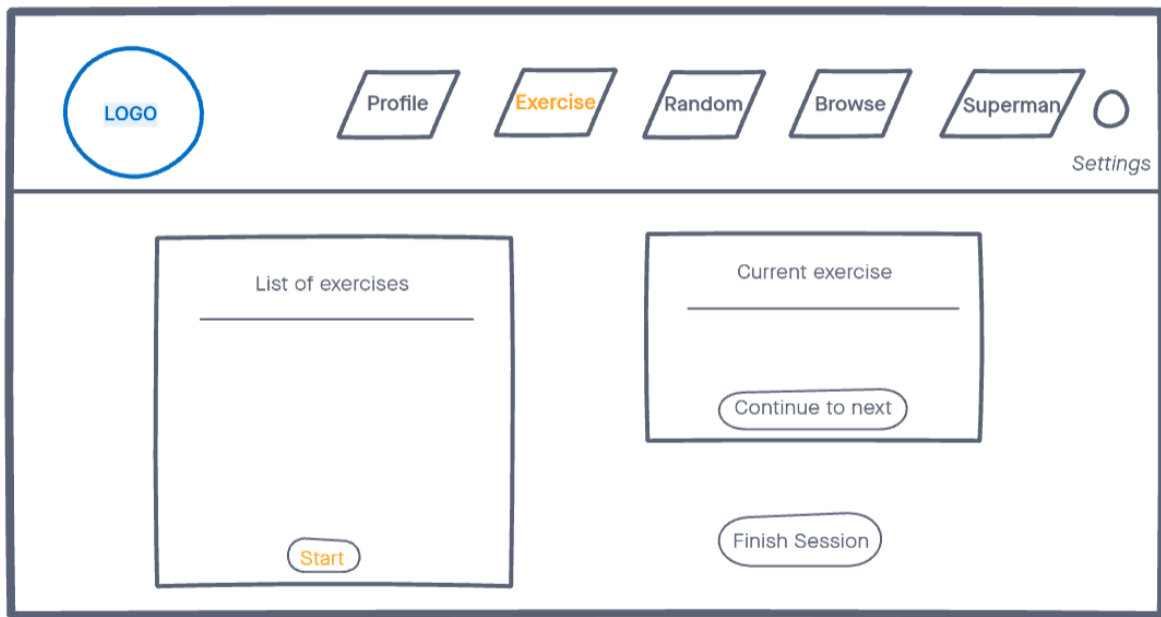 LOGO
Profile
Exercise
Random
Browse
Superman
Settings
List of exercises
Current exercise
Continue to next
Start
Finish Session